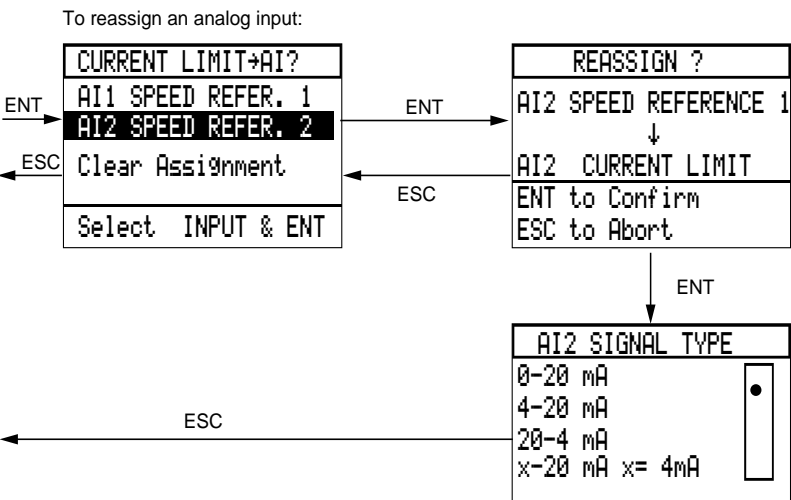 To reassign an analog input:
CURRENT LIMIT→AI?
AI1 SPEED REFER. 1
AI2 SPEED REFER. 2
Clear Assignment
Select INPUT & ENT
ENT
ESC
ENT
ESC
REASSIGN ?
AI2 SPEED REFERENCE 1
↓
AI2 CURRENT LIMIT
ENT to Confirm
ESC to Abort
ENT
AI2 SIGNAL TYPE
0-20 mA
4-20 mA
20-4 mA
x-20 mA x= 4mA
ESC